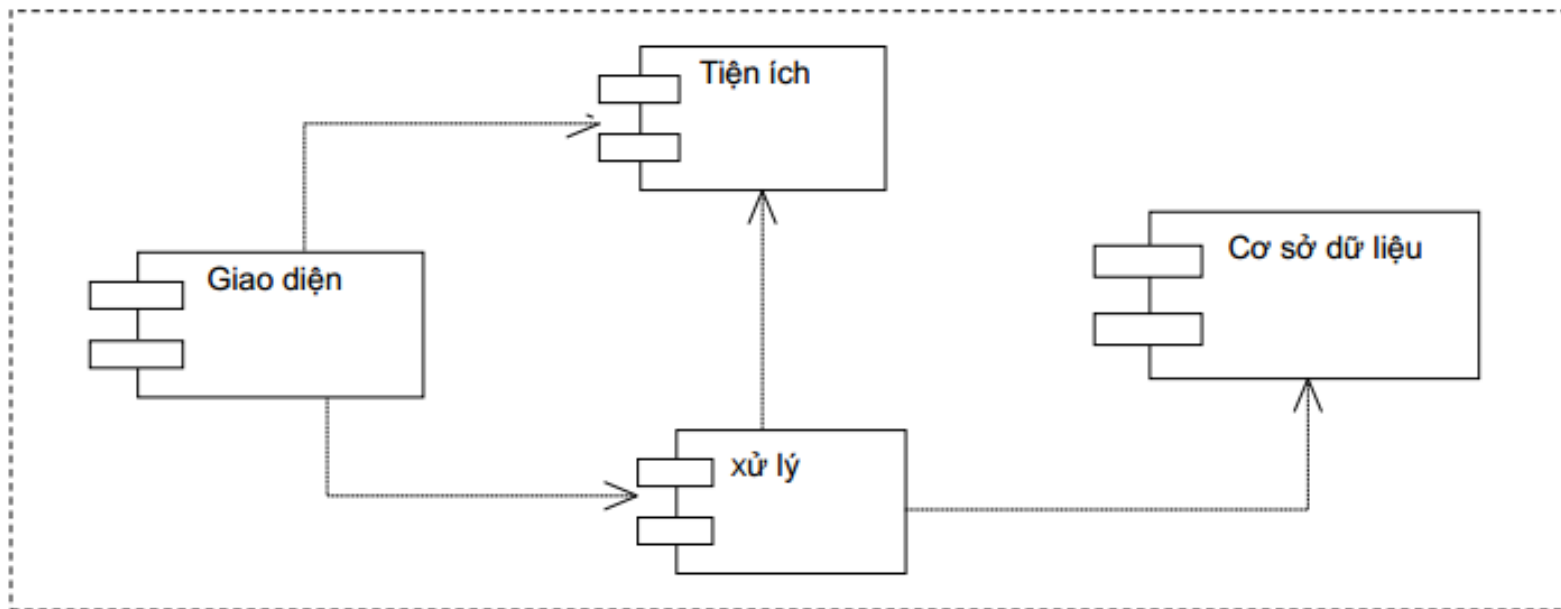 Tiện ích
Giao diện
Cơ sở dữ liệu
xử lý